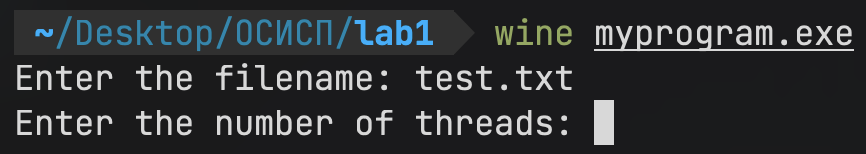 ~/Desktop/ОСИСП/lab1 wine myprogram.exe
Enter the filename: test.txt
Enter the number of threads: